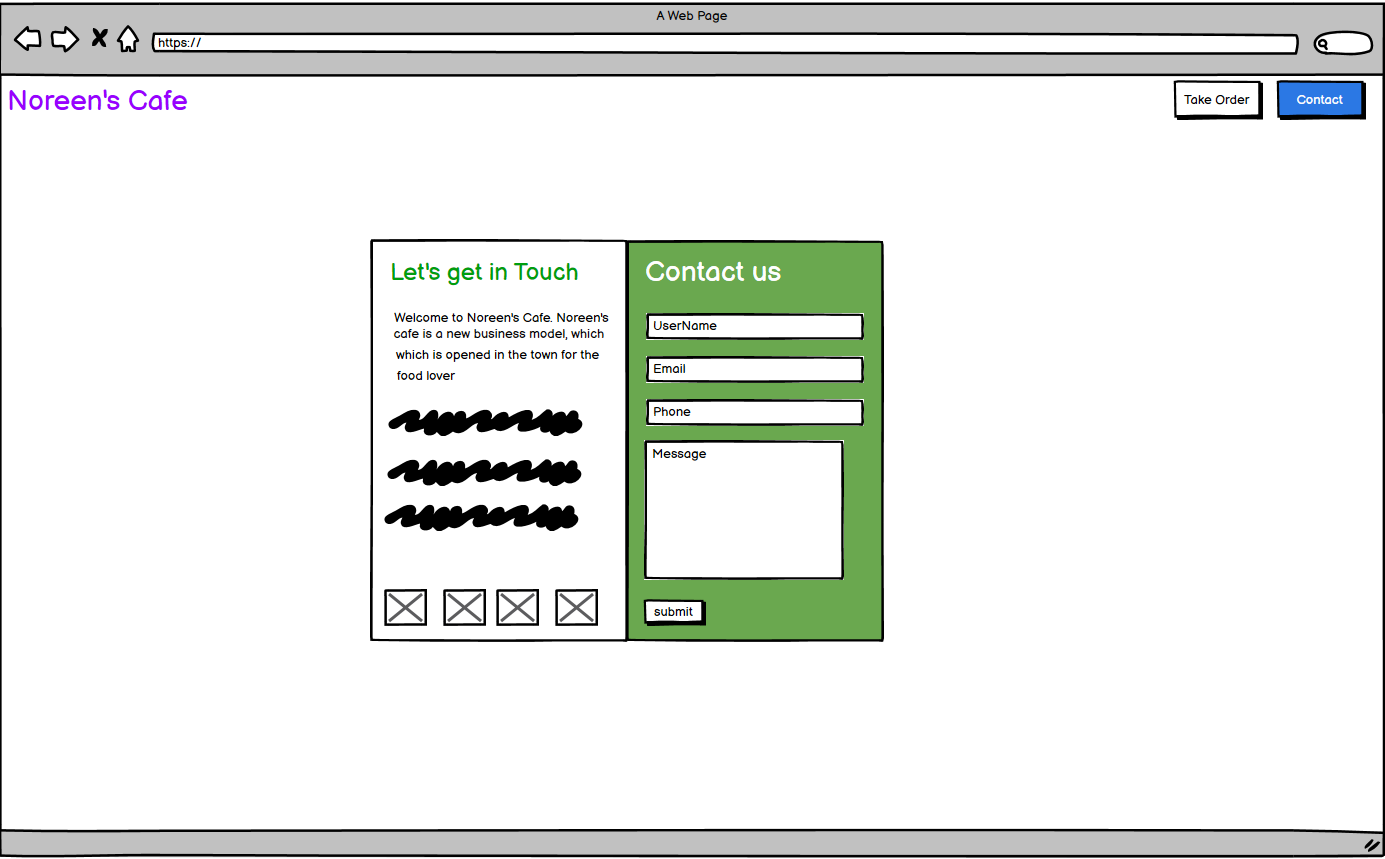 A Web Page
https://
Noreen's Cafe
Take Order
Contact
Let's get in Touch
Welcome to Noreen's Cafe. Noreen's
cafe is a new business model, which
which is opened in the town for the
food lover
Contact us
UserName
Email
Phone
Message
submit